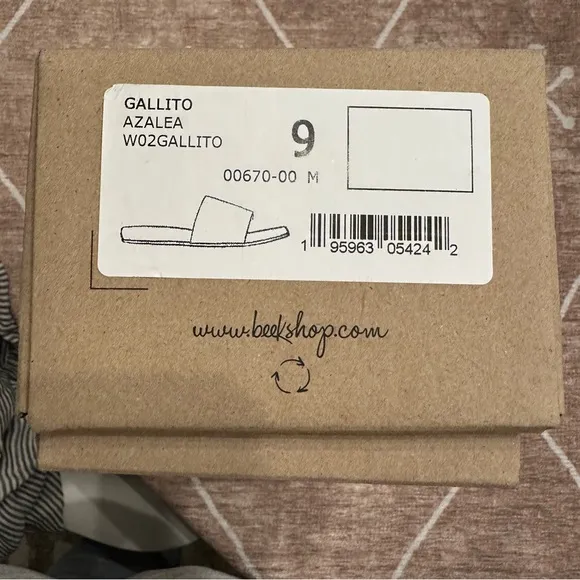 GALLITO
AZALEA
W02GALLITO
9
00670-00 M
1 95963 05424 2
www.beekshop.com